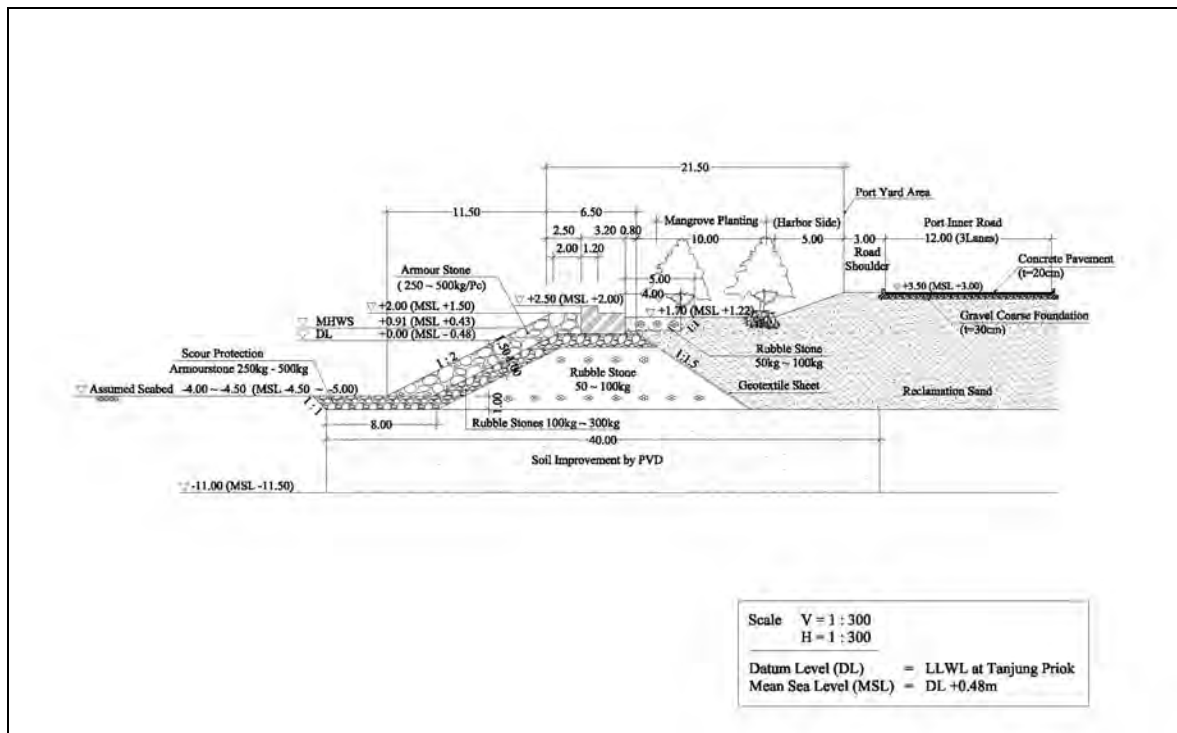 21.50
Port Yard Area
11.50
6.50
Mangrove Planting
(Harbor Side)
Port Inner Road
2.50
3.20
0.80
10.00
5.00
3.00
12.00 (3Lanes)
2.00
1.20
Road
Shoulder
Armour Stone
( 250 ~ 500kg/Pc)
5.00
4.00
Concrete Pavement
(t=20cm)
+3.50 (MSL +3.00)
+2.50 (MSL +2.00)
+2.00 (MSL +1.50)
+1.70 (MSL +1.22)
MHWS +0.91 (MSL +0.43)
DL +0.00 (MSL - 0.48)
Gravel Coarse Foundation
(t=30cm)
1:1
1:2
1.50
1.00
Scour Protection
Armourstone 250kg - 500kg
Rubble Stone
50kg ~ 100kg
1:1.5
Rubble Stone
50 ~ 100kg
Geotextile Sheet
Assumed Seabed -4.00 ~ -4.50 (MSL -4.50 ~ -5.00)
Reclamation Sand
1:1
1.00
8.00
Rubble Stones 100kg ~ 300kg
40.00
Soil Improvement by PVD
-11.00 (MSL -11.50)
Scale V = 1 : 300
H = 1 : 300
Datum Level (DL) = LLWL at Tanjung Priok
Mean Sea Level (MSL) = DL +0.48m